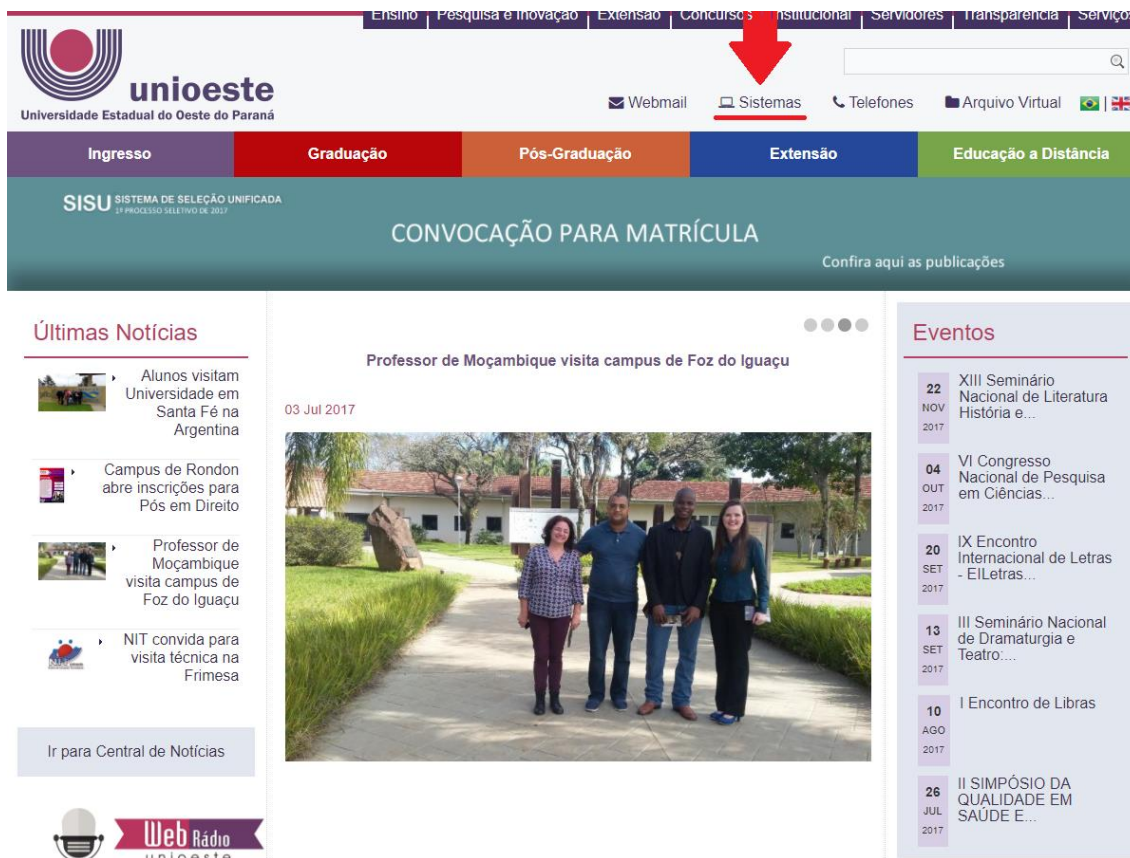 Ensino
Pesquisa e Inovação
Extensão
Concursos
Institucional
Servidores
Transparência
Serviços
unioeste
Universidade Estadual do Oeste do Paraná
Webmail
Sistemas
Telefones
Arquivo Virtual
|
Ingresso
Graduação
Pós-Graduação
Extensão
Educação a Distância
SISU SISTEMA DE SELEÇÃO UNIFICADA
1º PROCESSO SELETIVO DE 2017
CONVOCAÇÃO PARA MATRÍCULA
Confira aqui as publicações
Últimas Notícias
Alunos visitam
Universidade em
Santa Fé na
Argentina
Campus de Rondon
abre inscrições para
Pós em Direito
Professor de
Moçambique
visita campus de
Foz do Iguaçu
NIT convida para
visita técnica na
Frimesa
Ir para Central de Notícias
Web Rádio
unioeste
Professor de Moçambique visita campus de Foz do Iguaçu
03 Jul 2017
Eventos
22
NOV
2017
XIII Seminário
Nacional de Literatura
História e...
04
OUT
2017
VI Congresso
Nacional de Pesquisa
em Ciências...
20
SET
2017
IX Encontro
Internacional de Letras
- EILetras...
13
SET
2017
III Seminário Nacional
de Dramaturgia e
Teatro:...
10
AGO
2017
I Encontro de Libras
26
JUL
2017
II SIMPÓSIO DA
QUALIDADE EM
SAÚDE E...